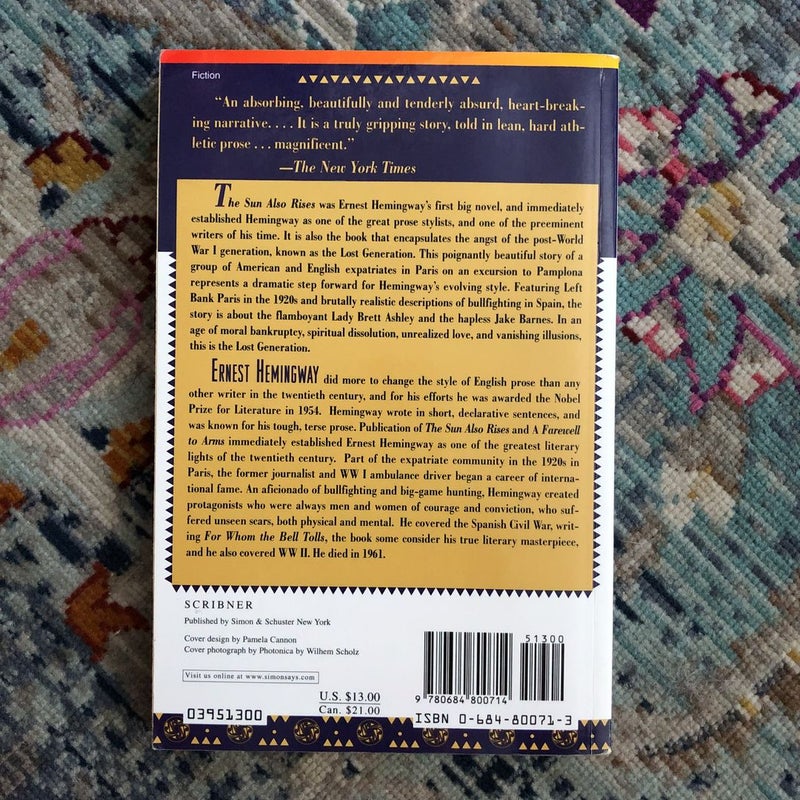 Fiction
“An absorbing, beautifully and tenderly absurd, heart-break-
ing narrative. . . . It is a truly gripping story, told in lean, hard ath-
letic prose . . . magnificent.”
—The New York Times
The Sun Also Rises was Ernest Hemingway’s first big novel, and immediately
established Hemingway as one of the great prose stylists, and one of the preeminent
writers of his time. It is also the book that encapsulates the angst of the post-World
War I generation, known as the Lost Generation. This poignantly beautiful story of a
group of American and English expatriates in Paris on an excursion to Pamplona
represents a dramatic step forward for Hemingway’s evolving style. Featuring Left
Bank Paris in the 1920s and brutally realistic descriptions of bullfighting in Spain, the
story is about the flamboyant Lady Brett Ashley and the hapless Jake Barnes. In an
age of moral bankruptcy, spiritual dissolution, unrealized love, and vanishing illusions,
this is the Lost Generation.
ERNEST HEMINGWAY did more to change the style of English prose than any
other writer in the twentieth century, and for his efforts he was awarded the Nobel
Prize for Literature in 1954. Hemingway wrote in short, declarative sentences, and
was known for his tough, terse prose. Publication of The Sun Also Rises and A Farewell
to Arms immediately established Ernest Hemingway as one of the greatest literary
lights of the twentieth century. Part of the expatriate community in the 1920s in
Paris, the former journalist and WW I ambulance driver began a career of interna-
tional fame. An aficionado of bullfighting and big-game hunting, Hemingway created
protagonists who were always men and women of courage and conviction, who suf-
fered unseen scars, both physical and mental. He covered the Spanish Civil War, writ-
ing For Whom the Bell Tolls, the book some consider his true literary masterpiece,
and he also covered WW II. He died in 1961.
SCRIBNER
Published by Simon & Schuster New York
Cover design by Pamela Cannon
Cover photograph by Photonica by Wilhem Scholz
Visit us online at www.simonsays.com
U.S. $13.00
Can. $21.00
03951300
51300
9 780684 800714
ISBN 0-684-80071-3